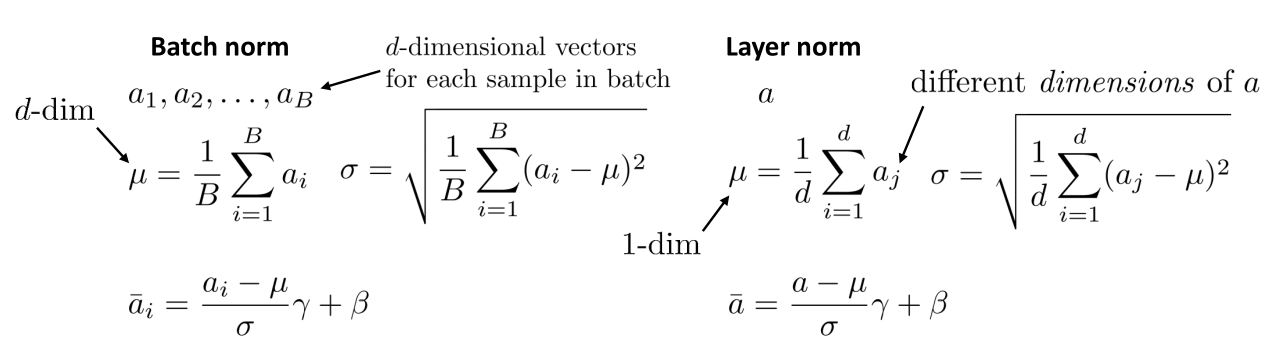 Batch norm
d-dimensional vectors
for each sample in batch
a_1, a_2, \ldots, a_B
d-dim
\mu = \frac{1}{B} \sum_{i=1}^{B} a_i
\sigma = \sqrt{\frac{1}{B} \sum_{i=1}^{B} (a_i - \mu)^2}
\bar{a}_i = \frac{a_i - \mu}{\sigma} \gamma + \beta
Layer norm
different dimensions of a
a
\mu = \frac{1}{d} \sum_{i=1}^{d} a_j
\sigma = \sqrt{\frac{1}{d} \sum_{i=1}^{d} (a_j - \mu)^2}
1-dim
\bar{a} = \frac{a - \mu}{\sigma} \gamma + \beta